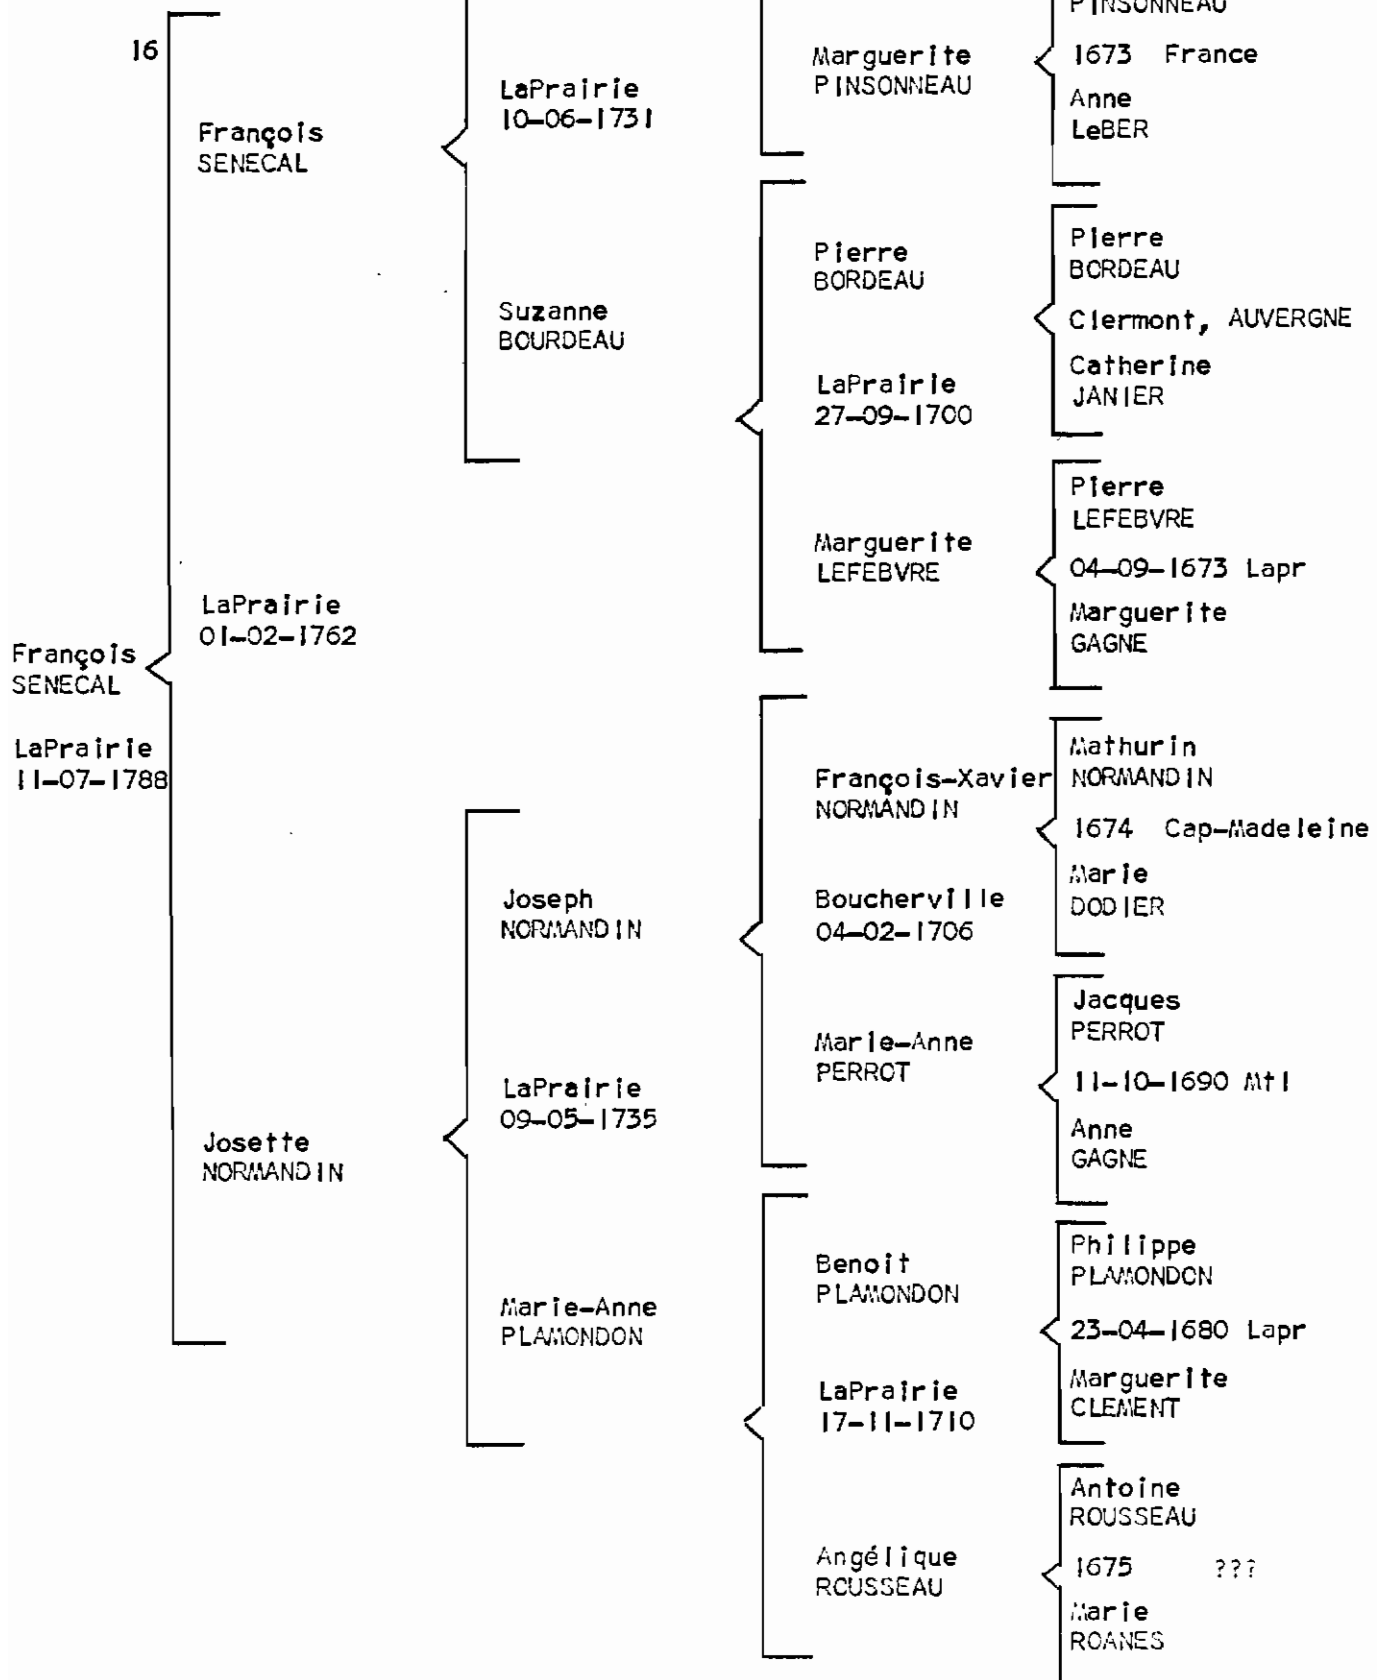 16
François
SENECAL
LaPrairie
11-07-1788
François
SENECAL
LaPrairie
01-02-1762
Josette
NORMANDIN
LaPrairie
10-06-1731
Suzanne
BOURDEAU
Joseph
NORMANDIN
LaPrairie
09-05-1735
Marie-Anne
PLAMONDON
Marguerite
PINSONNEAU
Pierre
BORDEAU
LaPrairie
27-09-1700
Marguerite
LEFEBVRE
François-Xavier
NORMANDIN
Boucherville
04-02-1706
Marie-Anne
PERROT
Benoit
PLAMONDON
LaPrairie
17-11-1710
Angélique
ROUSSEAU
PINSONNEAU
1673 France
Anne
LeBER
Pierre
BORDEAU
Clermont, AUVERGNE
Catherine
JANIER
Pierre
LEFEBVRE
04-09-1673 Lapr
Marguerite
GAGNE
Mathurin
NORMANDIN
1674 Cap-Madeleine
Marie
DODIER
Jacques
PERROT
11-10-1690 Mtl
Anne
GAGNE
Philippe
PLAMONDON
23-04-1680 Lapr
Marguerite
CLEMENT
Antoine
ROUSSEAU
1675 ???
Marie
ROANES